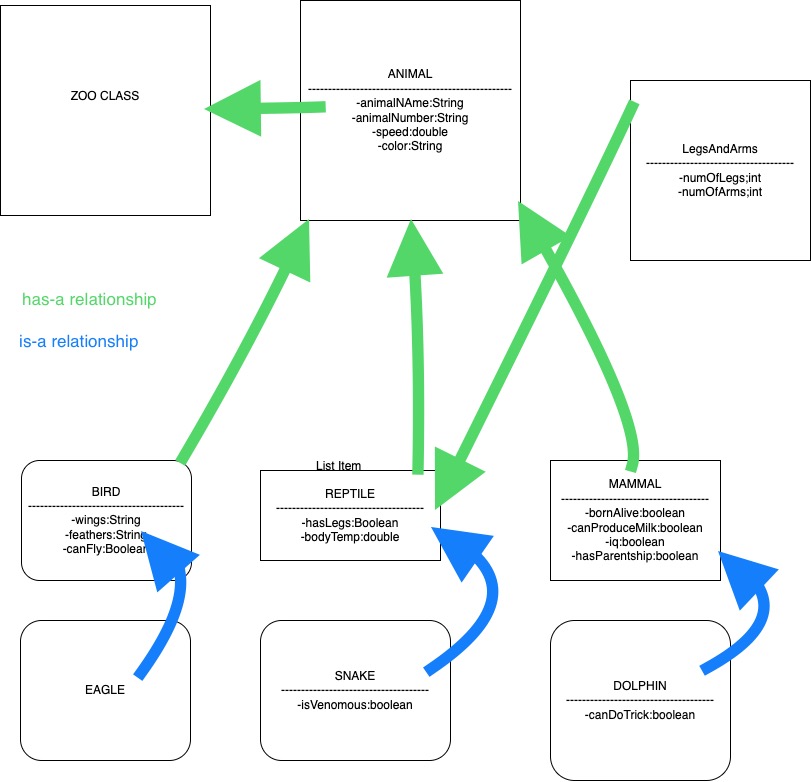 ZOO CLASS
ANIMAL
-animalNAme:String
-animalNumber:String
-speed:double
-color:String
LegsAndArms
-numOfLegs;int
-numOfArms;int
has-a relationship
is-a relationship
BIRD
-wings:String
-feathers:String
-canFly:Boolean
List Item
REPTILE
-hasLegs:Boolean
-bodyTemp:double
MAMMAL
-bornAlive:boolean
-canProduceMilk:boolean
-iq:boolean
-hasParentship:boolean
EAGLE
SNAKE
-isVenomous:boolean
DOLPHIN
-canDoTrick:boolean